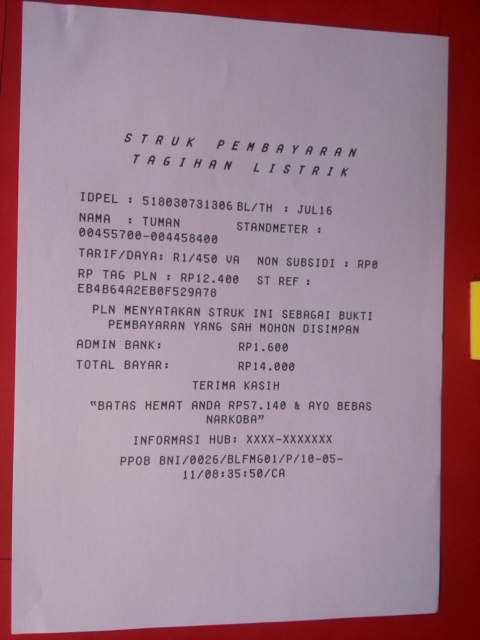 STRUK PEMBAYARAN
TAGIHAN LISTRIK
IDPEL : 518030731306 BL/TH : JUL16
NAMA : TUMAN STANDMETER :
00455700-004458400
TARIF/DAYA: R1/450 VA NON SUBSIDI : RP0
RP TAG PLN : RP12.400 ST REF :
EB4B64A2EB0F529A78
PLN MENYATAKAN STRUK INI SEBAGAI BUKTI
PEMBAYARAN YANG SAH MOHON DISIMPAN
ADMIN BANK: RP1.600
TOTAL BAYAR: RP14.000
TERIMA KASIH
"BATAS HEMAT ANDA RP57.140 & AYO BEBAS
NARKOBA"
INFORMASI HUB: XXXX-XXXXXXX
PPOB BNI/0026/BLFMG01/P/10-05-
11/08:35:50/CA